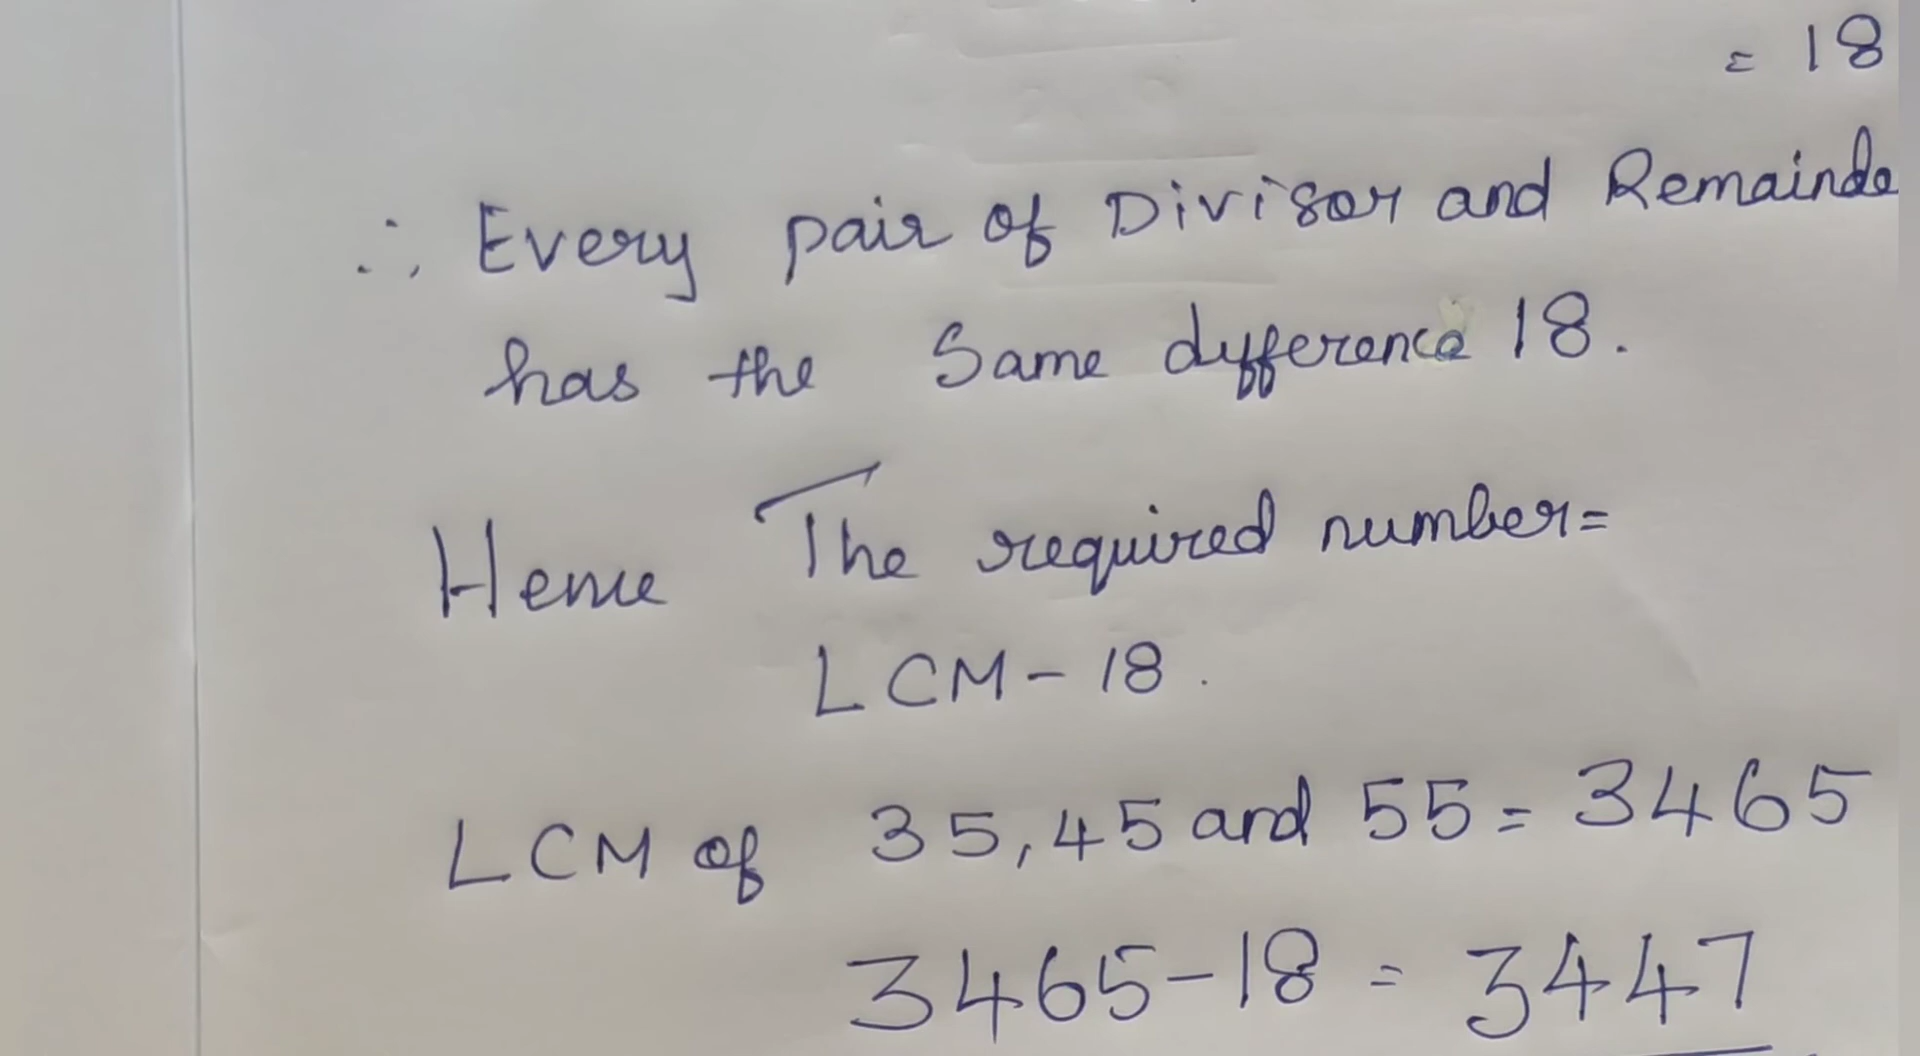 = 18
∴ Every pair of Divisor and Remainde
has the Same difference 18.
Hence The required number=
LCM - 18.
LCM of 35, 45 and 55 = 3465
3465 - 18 = 3447